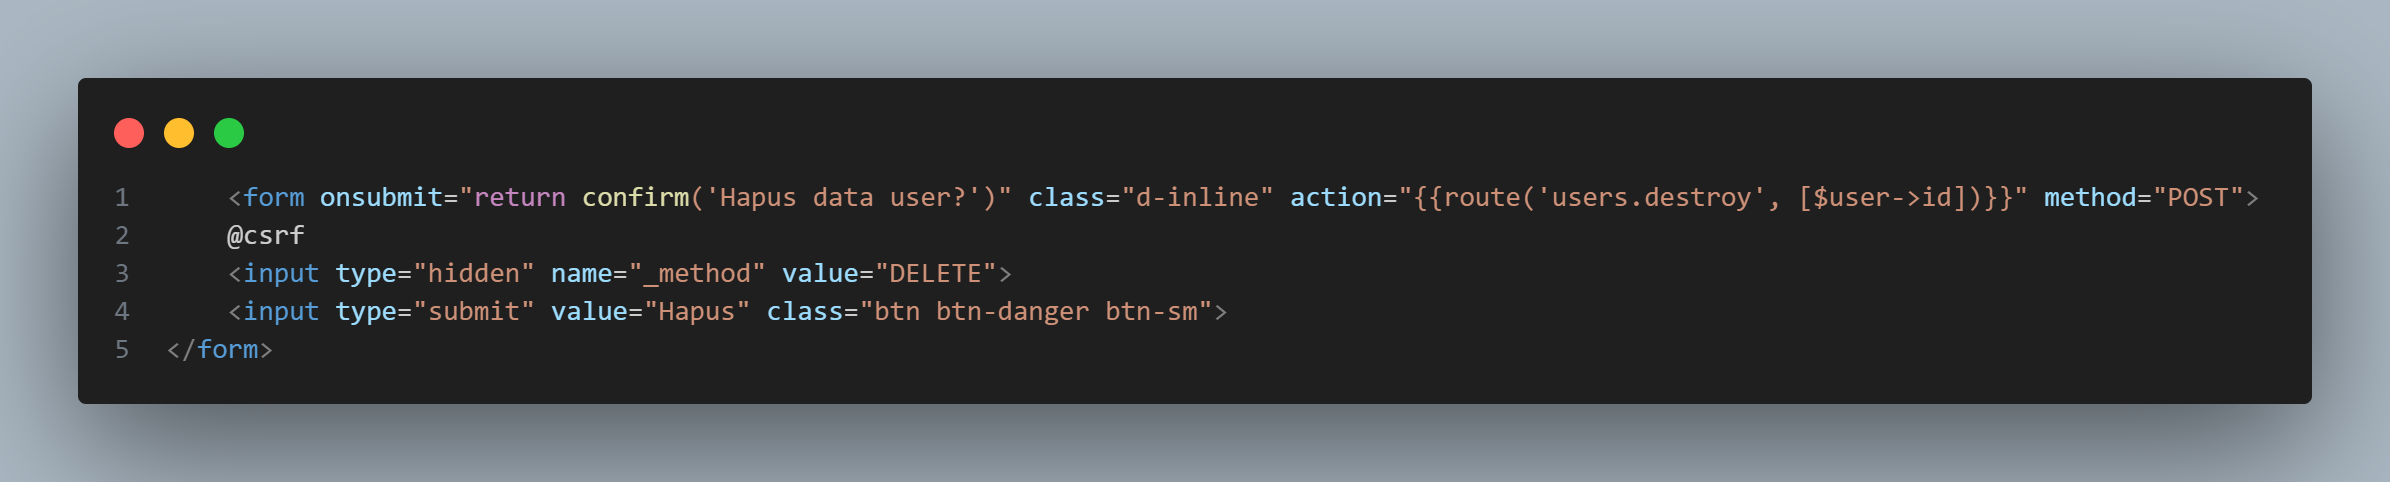 1 <form onsubmit="return confirm('Hapus data user?')" class="d-inline" action="{{route('users.destroy', [$user->id])}}" method="POST">
2 @csrf
3 <input type="hidden" name="_method" value="DELETE">
4 <input type="submit" value="Hapus" class="btn btn-danger btn-sm">
5 </form>